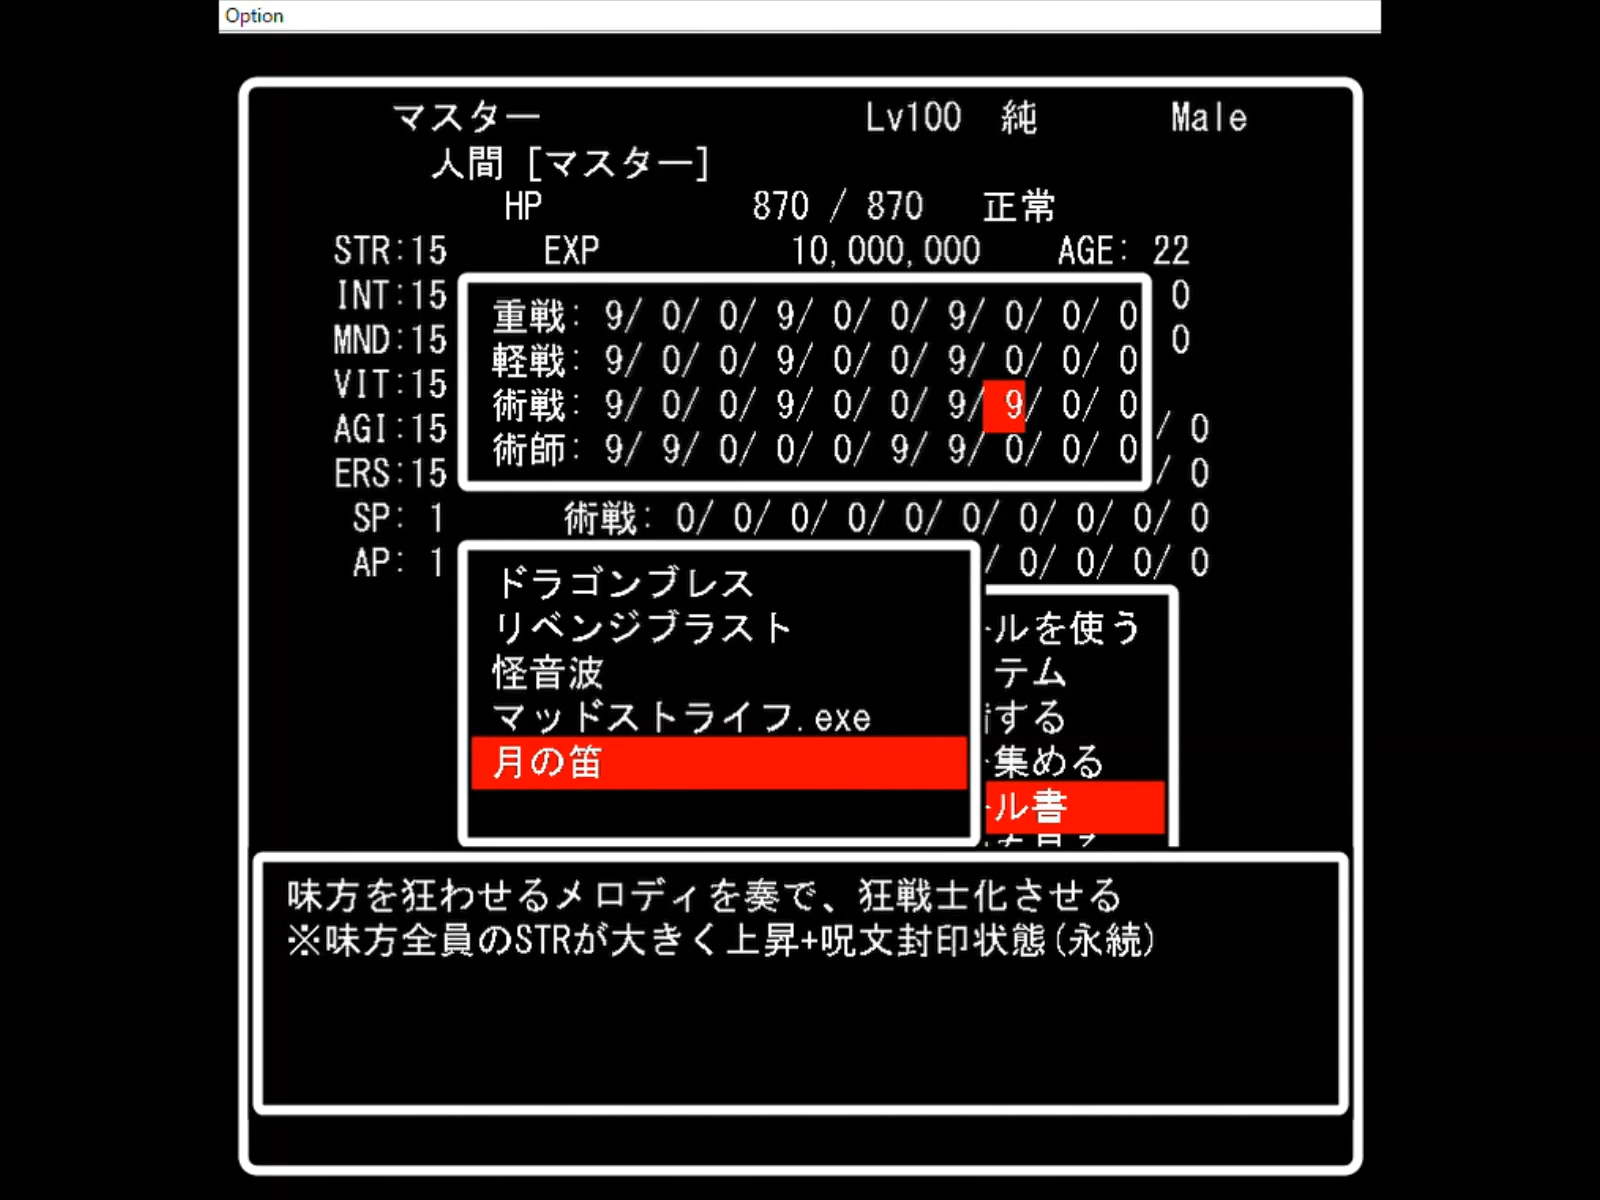 Option
マスター Lv100 純 Male
人間 [マスター]
HP 870 / 870 正常
STR:15 EXP 10,000,000 AGE: 22
INT:15 0
MND:15 0
VIT:15
AGI:15 / 0
ERS:15 / 0
SP: 1 術戦: 0/ 0/ 0/ 0/ 0/ 0/ 0/ 0/ 0/ 0
AP: 1 / 0/ 0/ 0/ 0
重戦: 9/ 0/ 0/ 9/ 0/ 0/ 9/ 0/ 0/ 0
軽戦: 9/ 0/ 0/ 9/ 0/ 0/ 9/ 0/ 0/ 0
術戦: 9/ 0/ 0/ 9/ 0/ 0/ 9/ 9/ 0/ 0
術師: 9/ 9/ 0/ 0/ 0/ 9/ 9/ 0/ 0/ 0
ドラゴンブレス
リベンジブラスト
怪音波
マッドストライフ.exe
月の笛
ルを使う
テム
する
集める
ル書
味方を狂わせるメロディを奏で、狂戦士化させる
※味方全員のSTRが大きく上昇+呪文封印状態(永続)